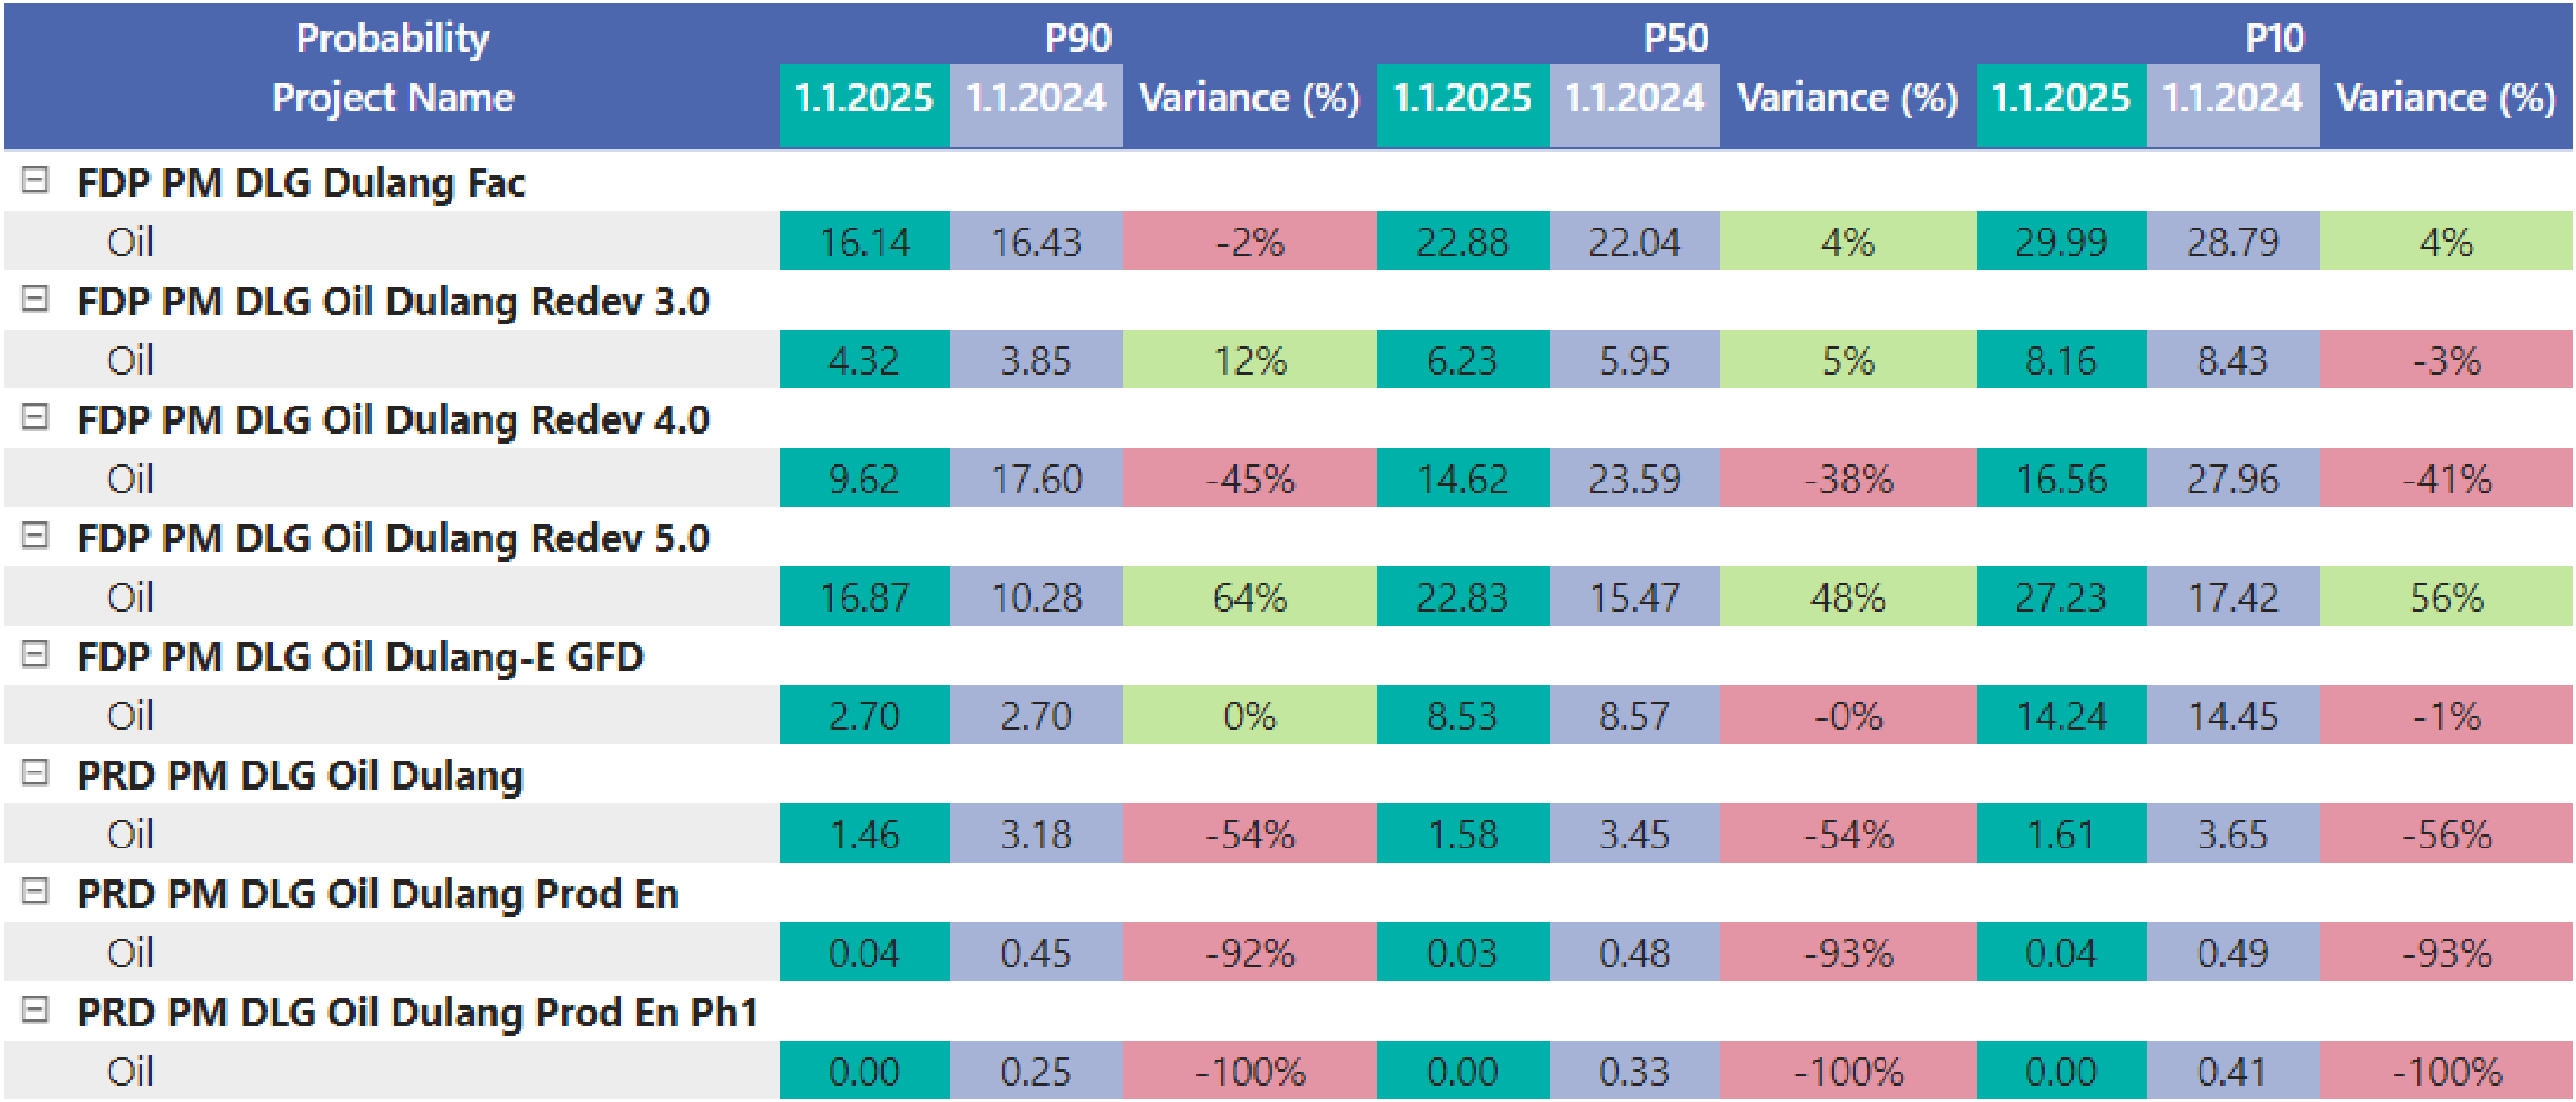 Probability P90 P50 P10
Project Name 1.1.2025 1.1.2024 Variance (%) 1.1.2025 1.1.2024 Variance (%) 1.1.2025 1.1.2024 Variance (%)
FDP PM DLG Dulang Fac
Oil 16.14 16.43 -2% 22.88 22.04 4% 29.99 28.79 4%
FDP PM DLG Oil Dulang Redev 3.0
Oil 4.32 3.85 12% 6.23 5.95 5% 8.16 8.43 -3%
FDP PM DLG Oil Dulang Redev 4.0
Oil 9.62 17.60 -45% 14.62 23.59 -38% 16.56 27.96 -41%
FDP PM DLG Oil Dulang Redev 5.0
Oil 16.87 10.28 64% 22.83 15.47 48% 27.23 17.42 56%
FDP PM DLG Oil Dulang-E GFD
Oil 2.70 2.70 0% 8.53 8.57 -0% 14.24 14.45 -1%
PRD PM DLG Oil Dulang
Oil 1.46 3.18 -54% 1.58 3.45 -54% 1.61 3.65 -56%
PRD PM DLG Oil Dulang Prod En
Oil 0.04 0.45 -92% 0.03 0.48 -93% 0.04 0.49 -93%
PRD PM DLG Oil Dulang Prod En Ph1
Oil 0.00 0.25 -100% 0.00 0.33 -100% 0.00 0.41 -100%